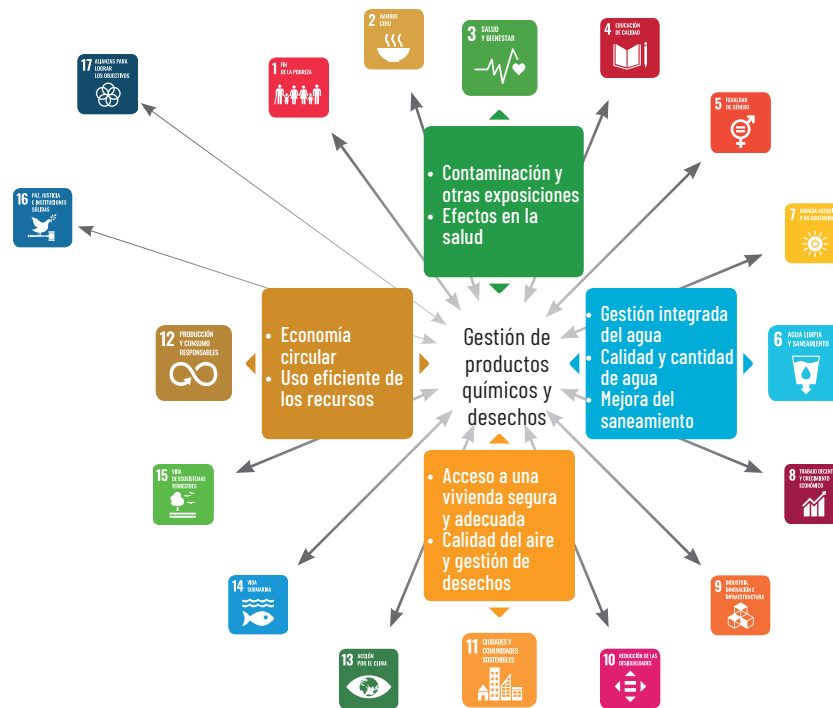 2 HAMBRE
CERO
3 SALUD
Y BIENESTAR
4 EDUCACIÓN
DE CALIDAD
17 ALIANZAS PARA
LOGRAR
LOS OBJETIVOS
1 FIN
DE LA POBREZA
5 IGUALDAD
DE GÉNERO
• Contaminación y
otras exposiciones
• Efectos en la
salud
16 PAZ, JUSTICIA
E INSTITUCIONES
SÓLIDAS
7
12 PRODUCCIÓN
Y CONSUMO
RESPONSABLES
• Economía
circular
• Uso eficiente de
los recursos
Gestión de
productos
químicos y
desechos
• Gestión integrada
del agua
• Calidad y cantidad
de agua
• Mejora del
saneamiento
6 AGUA LIMPIA
Y SANEAMIENTO
15 VIDA
DE ECOSISTEMAS
TERRESTRES
• Acceso a una
vivienda segura
y adecuada
• Calidad del aire
y gestión de
desechos
8 TRABAJO DECENT
Y CRECIMIENTO
ECONÓMICO
14 VIDA
SUBMARINA
9 INDUSTRIA,
INNOVACIÓN E
INFRAESTRUCTURA
13 ACCIÓN
POR EL CLIMA
11 CIUDADES Y
COMUNIDADES
SOSTENIBLES
10 REDUCCIÓN DE LAS
DESIGUALDADES